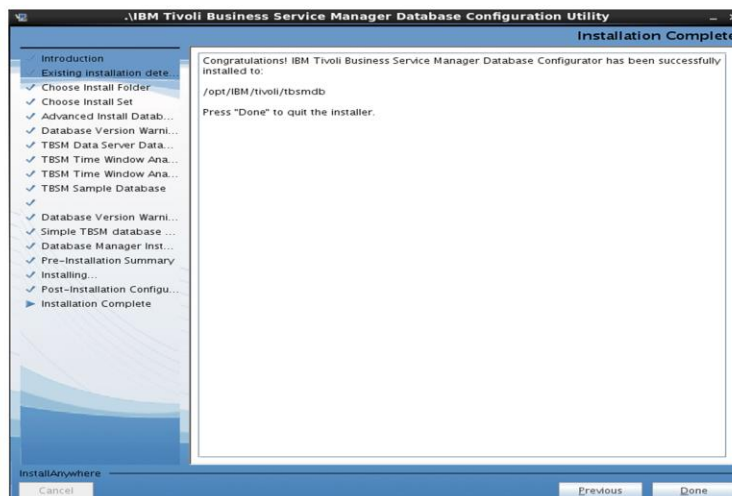 .\IBM Tivoli Business Service Manager Database Configuration Utility
Installation Complete
Introduction
Existing installation dete...
Choose Install Folder
Choose Install Set
Advanced Install Datab...
Database Version Warni...
TBSM Data Server Data...
TBSM Time Window Ana...
TBSM Time Window Ana...
TBSM Sample Database
Database Version Warni...
Simple TBSM database ...
Database Manager Inst...
Pre-Installation Summary
Installing...
Post-Installation Configu...
Installation Complete
Congratulations! IBM Tivoli Business Service Manager Database Configurator has been successfully
installed to:
/opt/IBM/tivoli/tbsmdb
Press "Done" to quit the installer.
InstallAnywhere
Cancel
Previous
Done